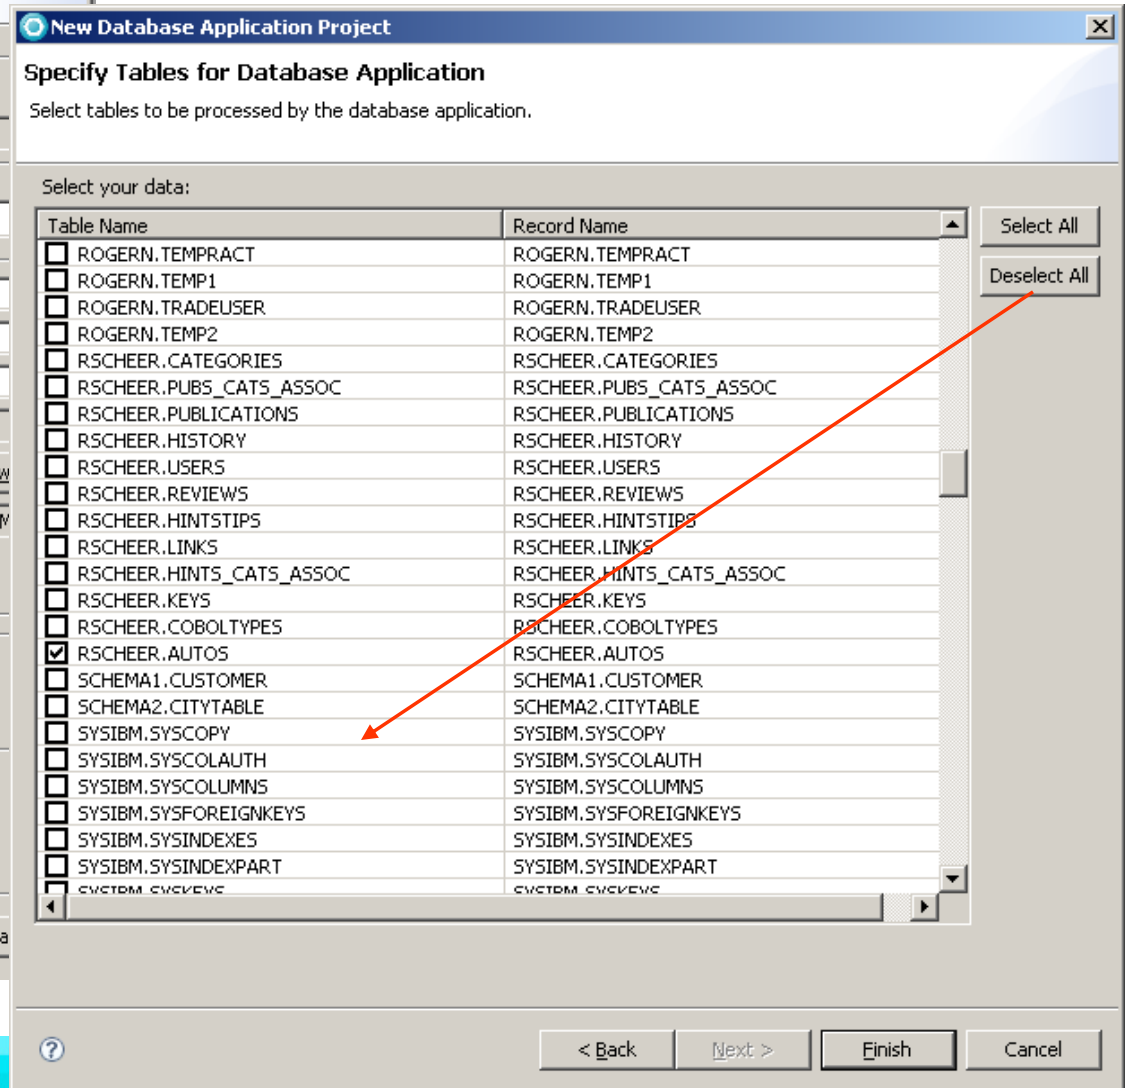 New Database Application Project
Specify Tables for Database Application
Select tables to be processed by the database application.
Select your data:
Table Name Record Name
Select All
Deselect All
ROGERN.TEMPRACT ROGERN.TEMPRACT
ROGERN.TEMP1 ROGERN.TEMP1
ROGERN.TRADEUSER ROGERN.TRADEUSER
ROGERN.TEMP2 ROGERN.TEMP2
RSCHEER.CATEGORIES RSCHEER.CATEGORIES
RSCHEER.PUBS_CATS_ASSOC RSCHEER.PUBS_CATS_ASSOC
RSCHEER.PUBLICATIONS RSCHEER.PUBLICATIONS
RSCHEER.HISTORY RSCHEER.HISTORY
RSCHEER.USERS RSCHEER.USERS
RSCHEER.REVIEWS RSCHEER.REVIEWS
RSCHEER.HINTSTIPS RSCHEER.HINTSTIPS
RSCHEER.LINKS RSCHEER.LINKS
RSCHEER.HINTS_CATS_ASSOC RSCHEER.HINTS_CATS_ASSOC
RSCHEER.KEYS RSCHEER.KEYS
RSCHEER.COBOLTYPES RSCHEER.COBOLTYPES
RSCHEER.AUTOS RSCHEER.AUTOS
SCHEMA1.CUSTOMER SCHEMA1.CUSTOMER
SCHEMA2.CITYTABLE SCHEMA2.CITYTABLE
SYSIBM.SYSCOPY SYSIBM.SYSCOPY
SYSIBM.SYSCOLAUTH SYSIBM.SYSCOLAUTH
SYSIBM.SYSCOLUMNS SYSIBM.SYSCOLUMNS
SYSIBM.SYSFOREIGNKEYS SYSIBM.SYSFOREIGNKEYS
SYSIBM.SYSINDEXES SYSIBM.SYSINDEXES
SYSIBM.SYSINDEXPART SYSIBM.SYSINDEXPART
SYSIBM.SYSKEYS SYSIBM.SYSKEYS
< Back Next > Finish Cancel